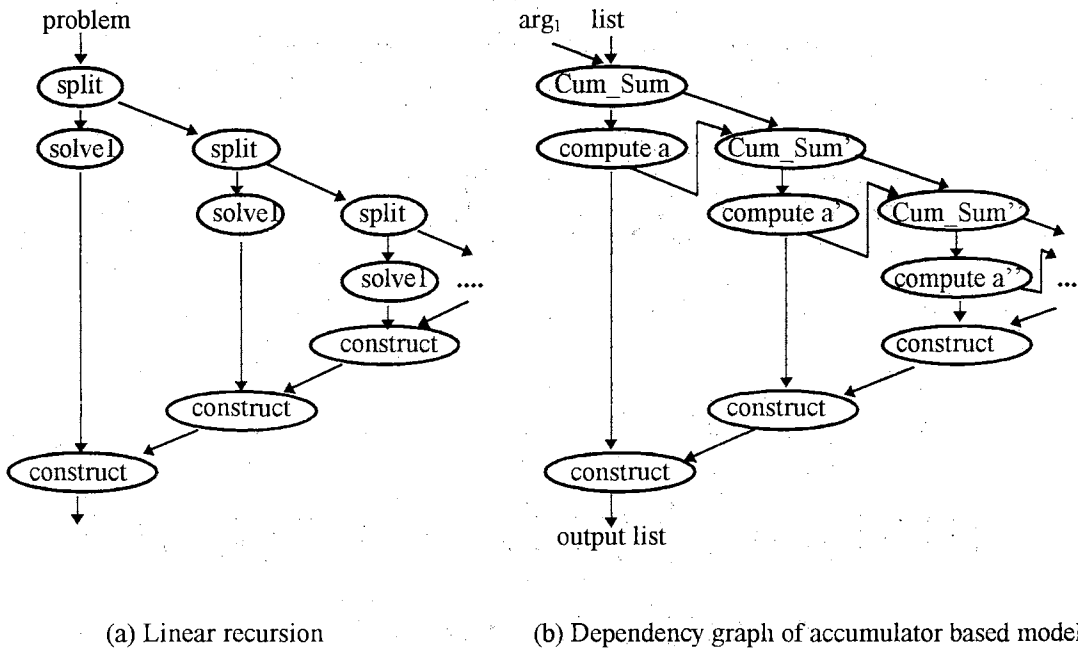 problem
split
solve1
split
solve1
split
solve1
....
construct
construct
construct
(a) Linear recursion
arg1 list
Cum_Sum
compute a
Cum_Sum'
compute a'
Cum_Sum''
compute a''
...
construct
construct
construct
output list
(b) Dependency graph of accumulator based model